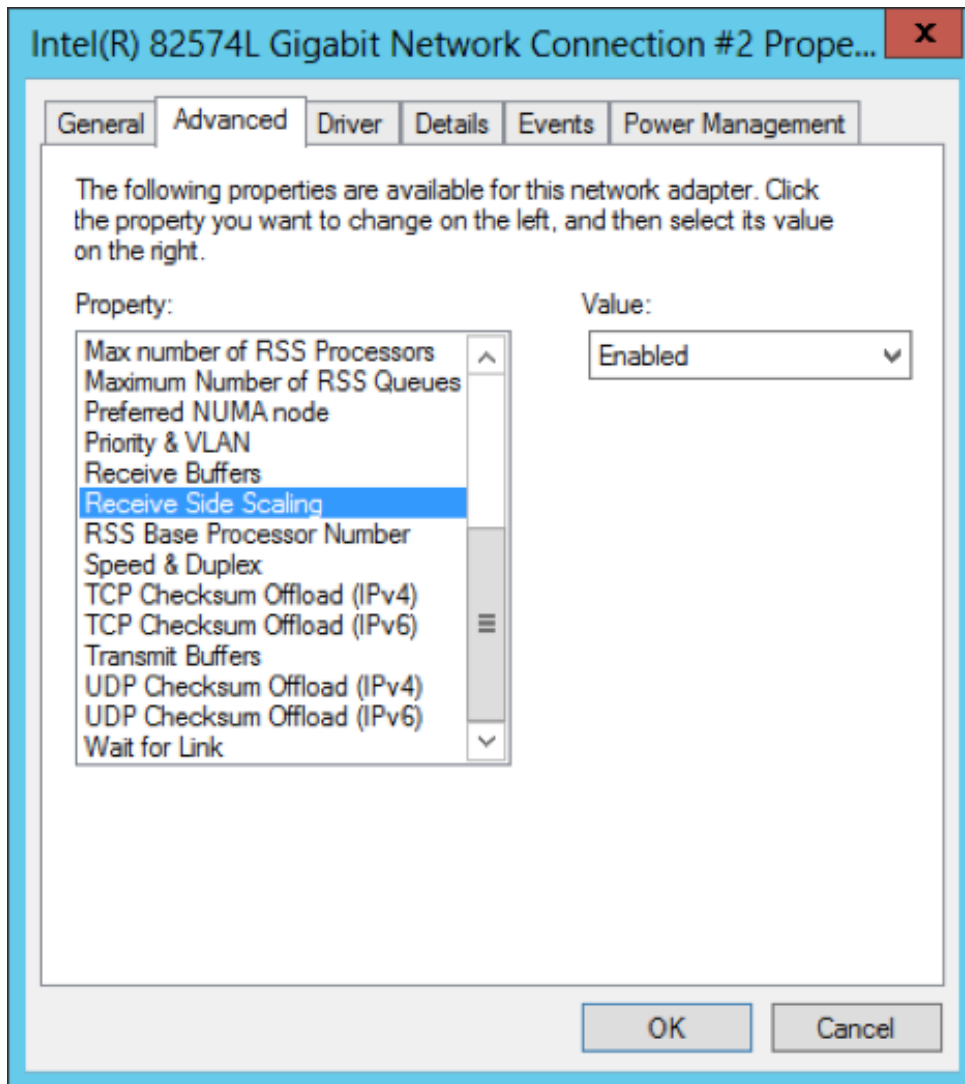 Intel(R) 82574L Gigabit Network Connection #2 Prope... x
General Advanced Driver Details Events Power Management
The following properties are available for this network adapter. Click
the property you want to change on the left, and then select its value
on the right.
Property:
Value:
Max number of RSS Processors
Maximum Number of RSS Queues
Preferred NUMA node
Priority & VLAN
Receive Buffers
Receive Side Scaling
RSS Base Processor Number
Speed & Duplex
TCP Checksum Offload (IPv4)
TCP Checksum Offload (IPv6)
Transmit Buffers
UDP Checksum Offload (IPv4)
UDP Checksum Offload (IPv6)
Wait for Link
Enabled
OK Cancel